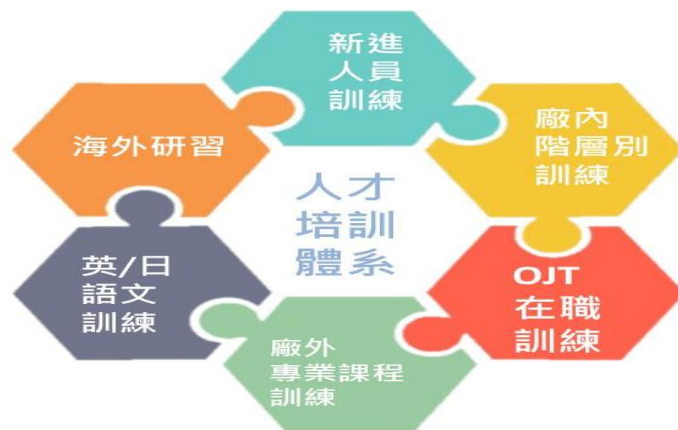 新進
人員
訓練
廠內
階層別
訓練
OJT
在職
訓練
廠外
專業課程
訓練
英/日
語文
訓練
海外研習
人才
培訓
體系